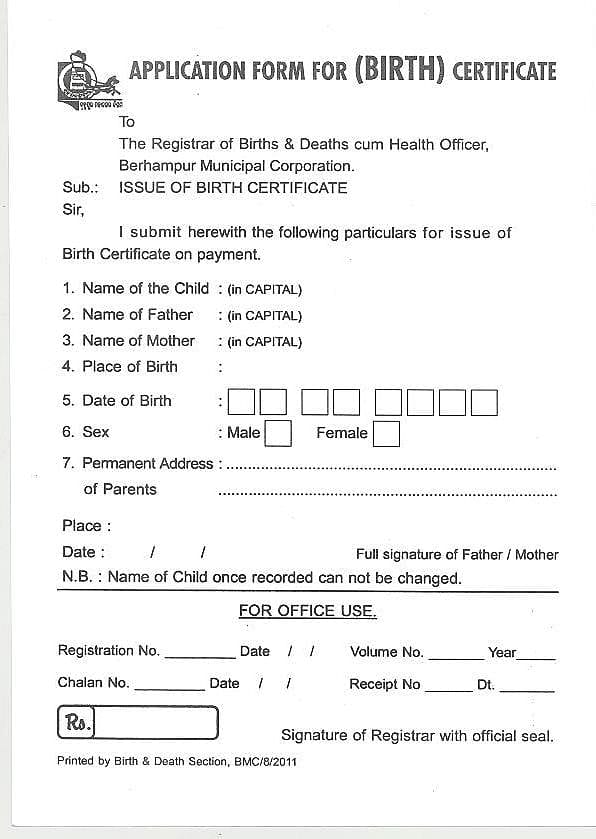 APPLICATION FORM FOR (BIRTH) CERTIFICATE
To
The Registrar of Births & Deaths cum Health Officer,
Berhampur Municipal Corporation.
Sub.: ISSUE OF BIRTH CERTIFICATE
Sir,
I submit herewith the following particulars for issue of
Birth Certificate on payment.
1. Name of the Child : (in CAPITAL)
2. Name of Father : (in CAPITAL)
3. Name of Mother : (in CAPITAL)
4. Place of Birth :
5. Date of Birth :
6. Sex : Male Female
7. Permanent Address : ................................................................
of Parents ................................................................
Place :
Date : / /
Full signature of Father / Mother
N.B. : Name of Child once recorded can not be changed.
FOR OFFICE USE.
Registration No. ________ Date / / Volume No. ______ Year____
Chalan No. ________ Date / / Receipt No _____ Dt. ______
Rs.
Signature of Registrar with official seal.
Printed by Birth & Death Section, BMC/8/2011